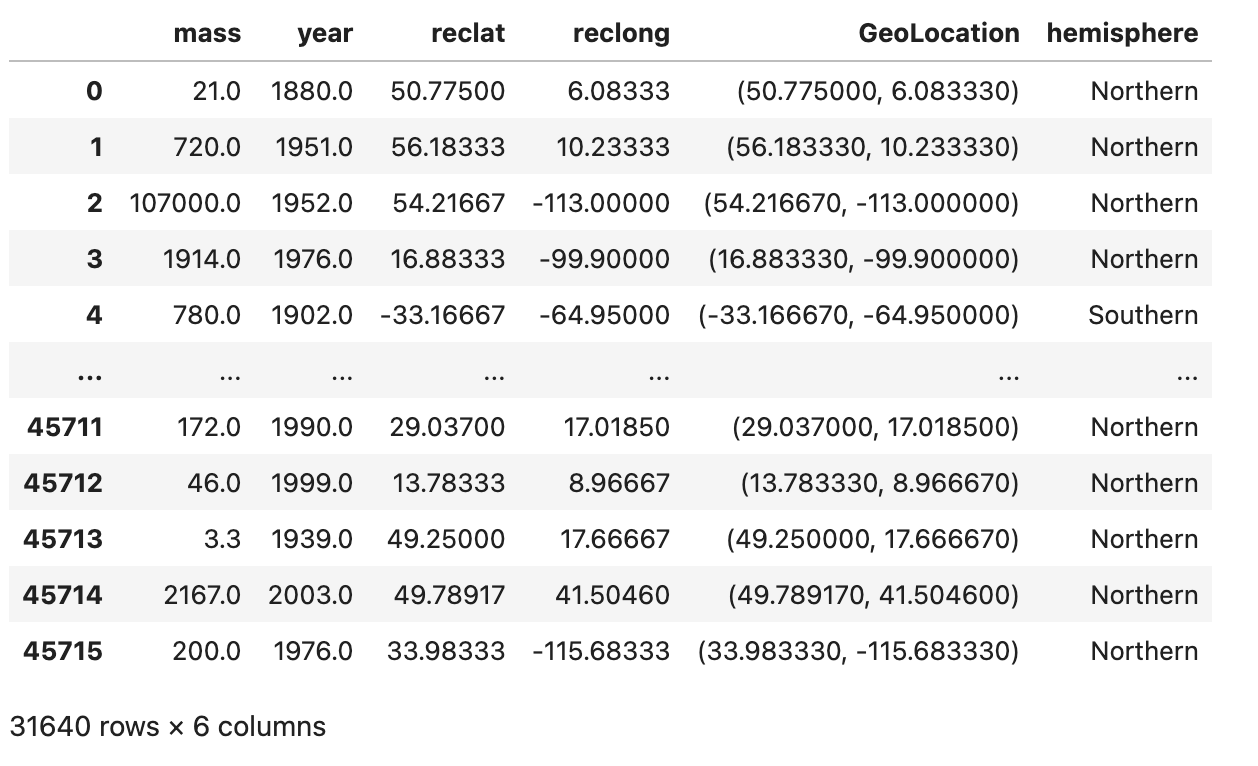 mass year reclat reclong GeoLocation hemisphere
0 21.0 1880.0 50.77500 6.08333 (50.775000, 6.083330) Northern
1 720.0 1951.0 56.18333 10.23333 (56.183330, 10.233330) Northern
2 107000.0 1952.0 54.21667 -113.00000 (54.216670, -113.000000) Northern
3 1914.0 1976.0 16.88333 -99.90000 (16.883330, -99.900000) Northern
4 780.0 1902.0 -33.16667 -64.95000 (-33.166670, -64.950000) Southern
... ... ... ... ... ... ...
45711 172.0 1990.0 29.03700 17.01850 (29.037000, 17.018500) Northern
45712 46.0 1999.0 13.78333 8.96667 (13.783330, 8.966670) Northern
45713 3.3 1939.0 49.25000 17.66667 (49.250000, 17.666670) Northern
45714 2167.0 2003.0 49.78917 41.50460 (49.789170, 41.504600) Northern
45715 200.0 1976.0 33.98333 -115.68333 (33.983330, -115.683330) Northern
31640 rows × 6 columns